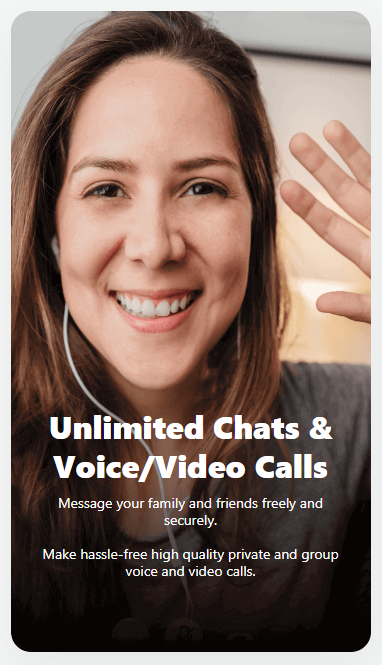 Unlimited Chats &
Voice/Video Calls
Message your family and friends freely and
securely.
Make hassle-free high quality private and group
voice and video calls.